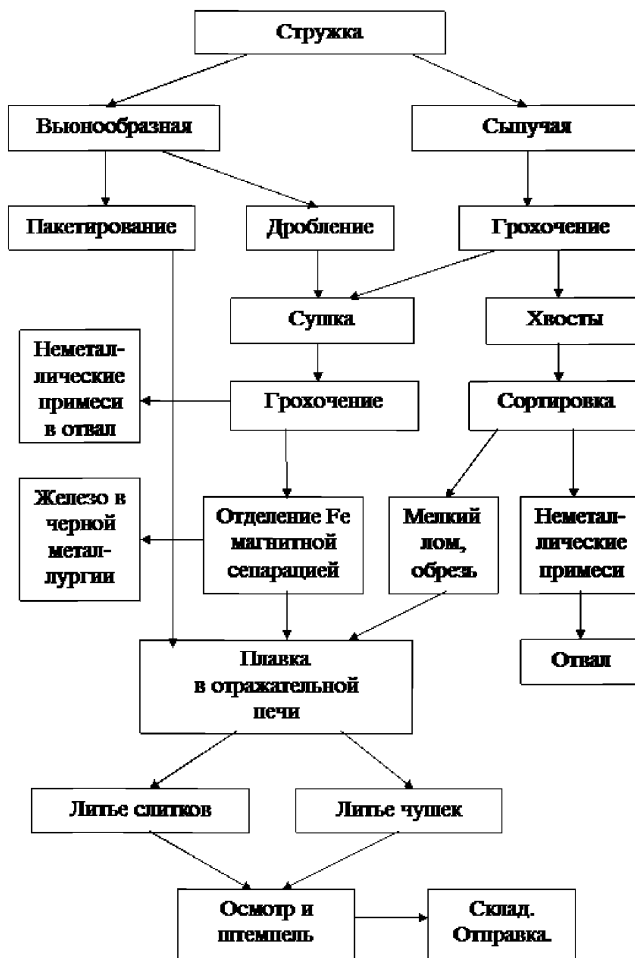 Стружка
Вьюнообразная
Сыпучая
Пакетирование
Дробление
Грохочение
Сушка
Хвосты
Неметал-
лические
примеси
в отвал
Грохочение
Сортировка
Железо в
черной
метал-
лургии
Отделение Fe
магнитной
сепарацией
Мелкий
лом,
обрезь
Неметал-
лические
примеси
Плавка
в отражательной
печи
Отвал
Литье слитков
Литье чушек
Осмотр и
штемпель
Склад.
Отправка.